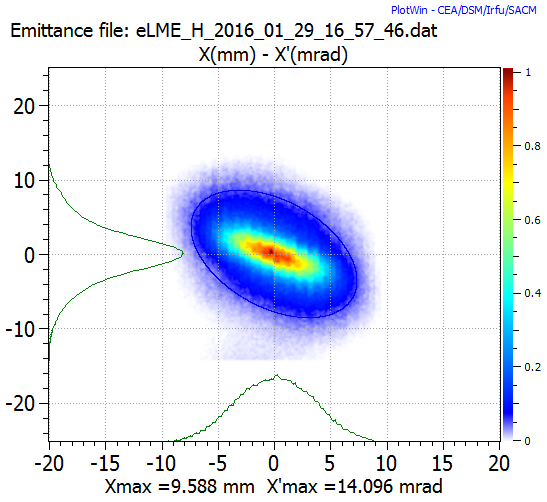 PlotWin - CEA/DSM/Irfu/SACM
Emittance file: eLME_H_2016_01_29_16_57_46.dat
X(mm) - X'(mrad)
20
10
0
-10
-20
1
0.8
0.6
0.4
0.2
0
-20 -15 -10 -5 0 5 10 15 20
Xmax =9.588 mm X'max =14.096 mrad